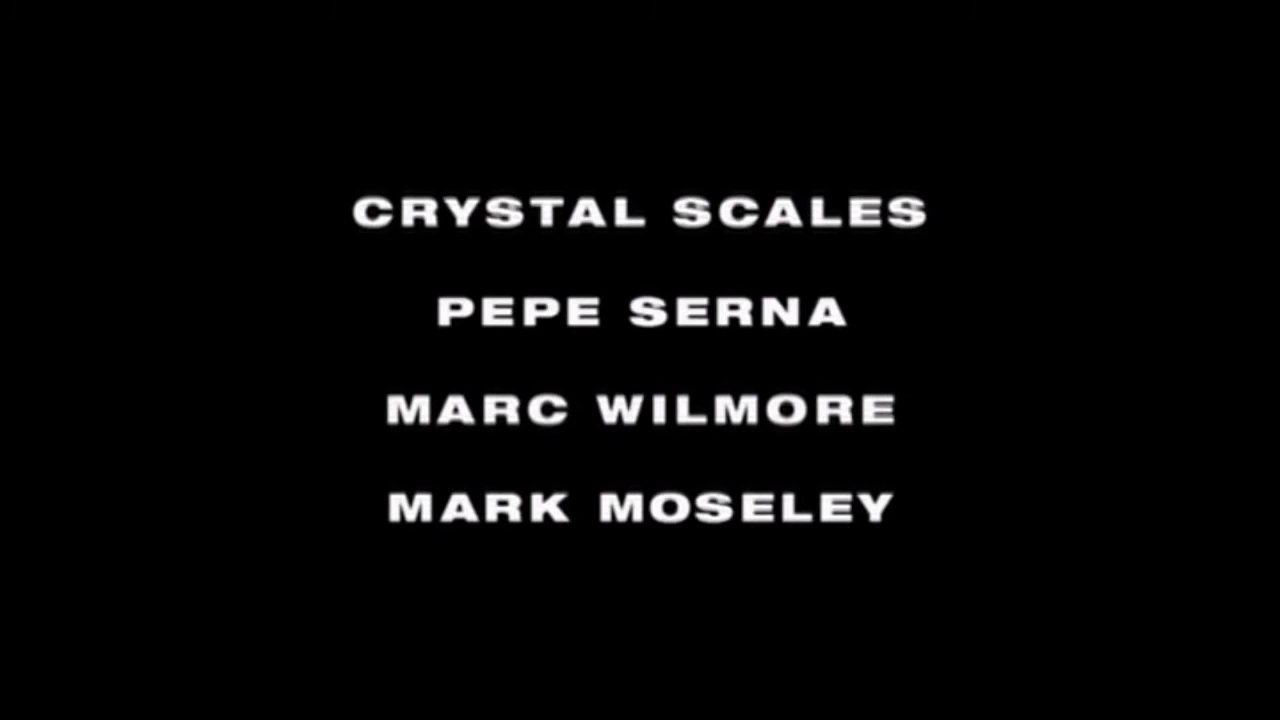 CRYSTAL SCALES
PEPE SERNA
MARC WILMORE
MARK MOSELEY